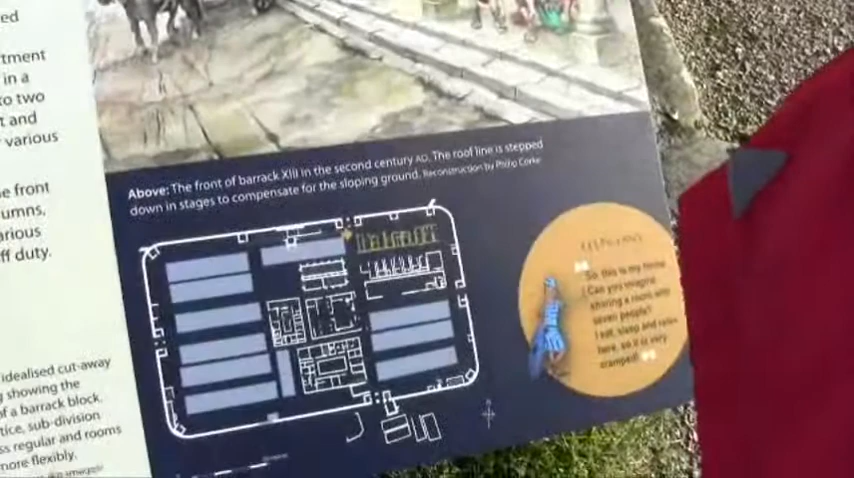 ed
tment
in a
to two
t and
various
e front
umns,
arious
ff duty.
idealised cut-away
showing the
of a barrack block.
tice, sub-division
ss regular and rooms
more flexibly.
Above: The front of barrack XIII in the second century AD. The roof line is stepped
down in stages to compensate for the sloping ground. Reconstruction by Philip Corke
So, this is my home
Can you imagine
sharing a room with
seven people?
I eat, sleep and relax
here, so it is very
cramped!